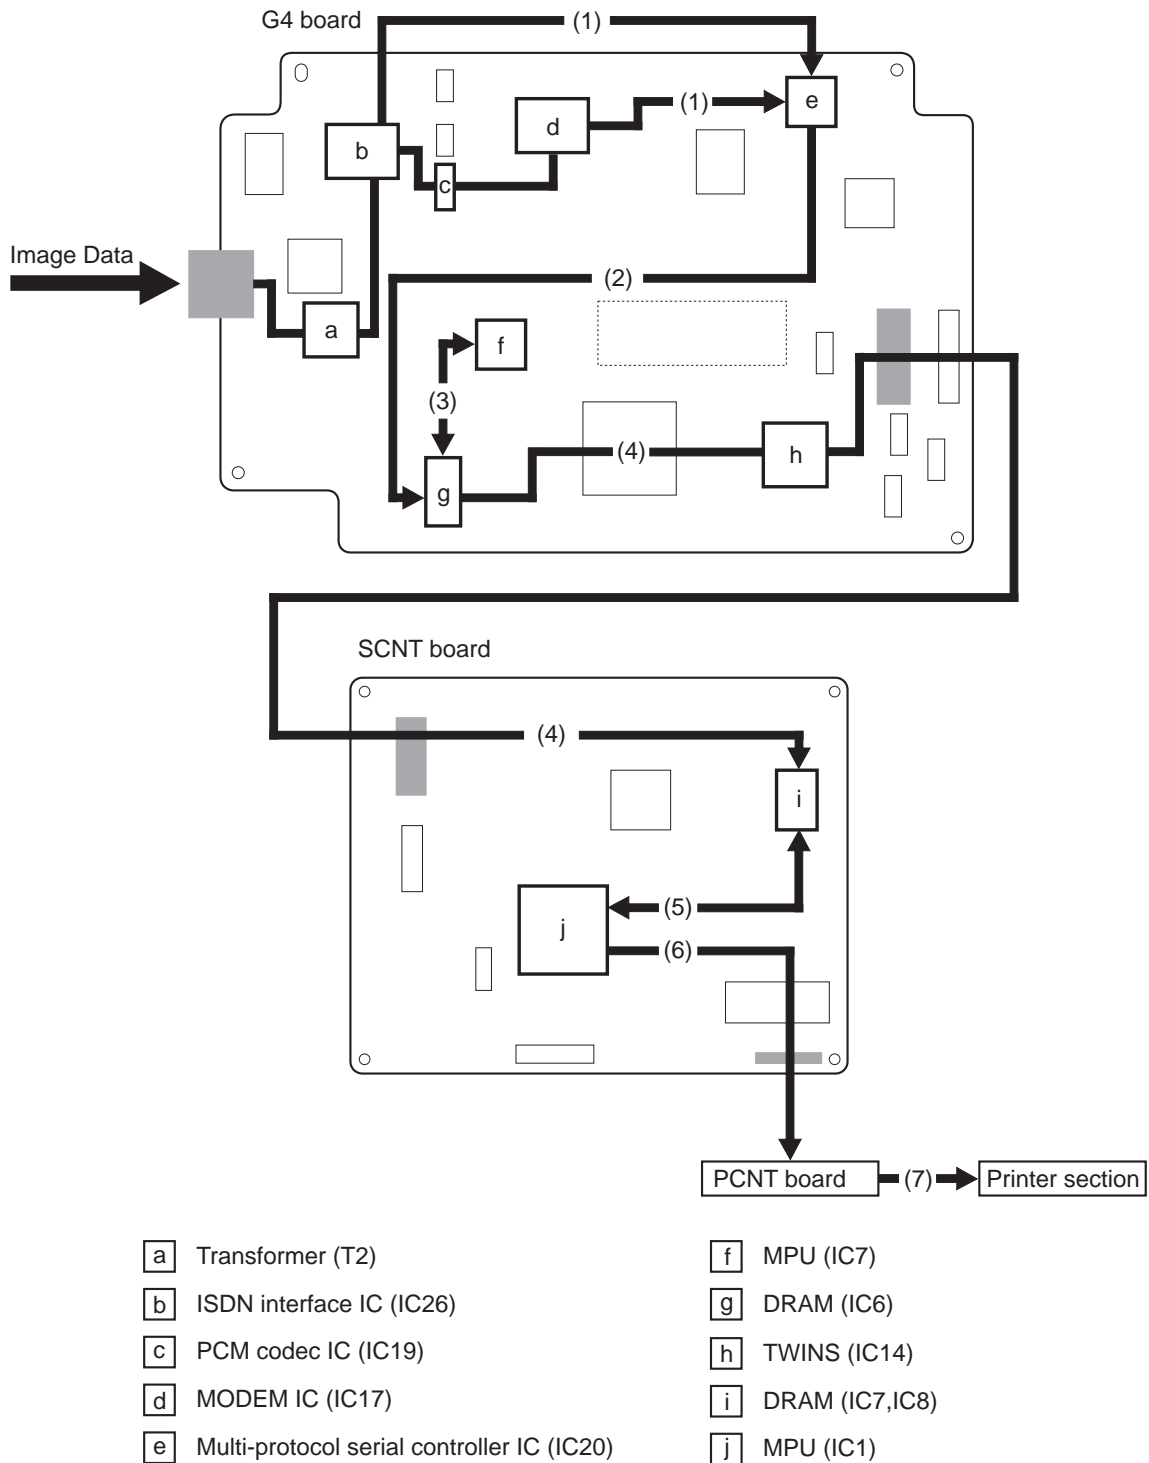 G4 board
(1)
e
(1)
d
b
c
Image Data
(2)
a
f
(3)
(4)
h
g
SCNT board
(4)
i
(5)
j
(6)
PCNT board
(7)
Printer section
a Transformer (T2)
b ISDN interface IC (IC26)
c PCM codec IC (IC19)
d MODEM IC (IC17)
e Multi-protocol serial controller IC (IC20)
f MPU (IC7)
g DRAM (IC6)
h TWINS (IC14)
i DRAM (IC7,IC8)
j MPU (IC1)